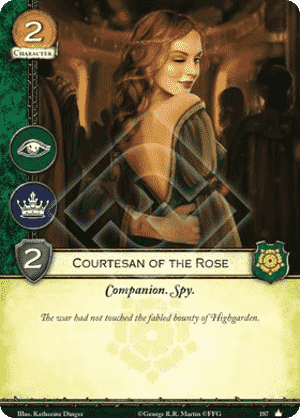 2
CHARACTER
2
COURTESAN OF THE ROSE
Companion. Spy.
The war had not touched the fabled bounty of Highgarden.
Illus. Katherine Dinger ©George R.R. Martin ©FFG 187